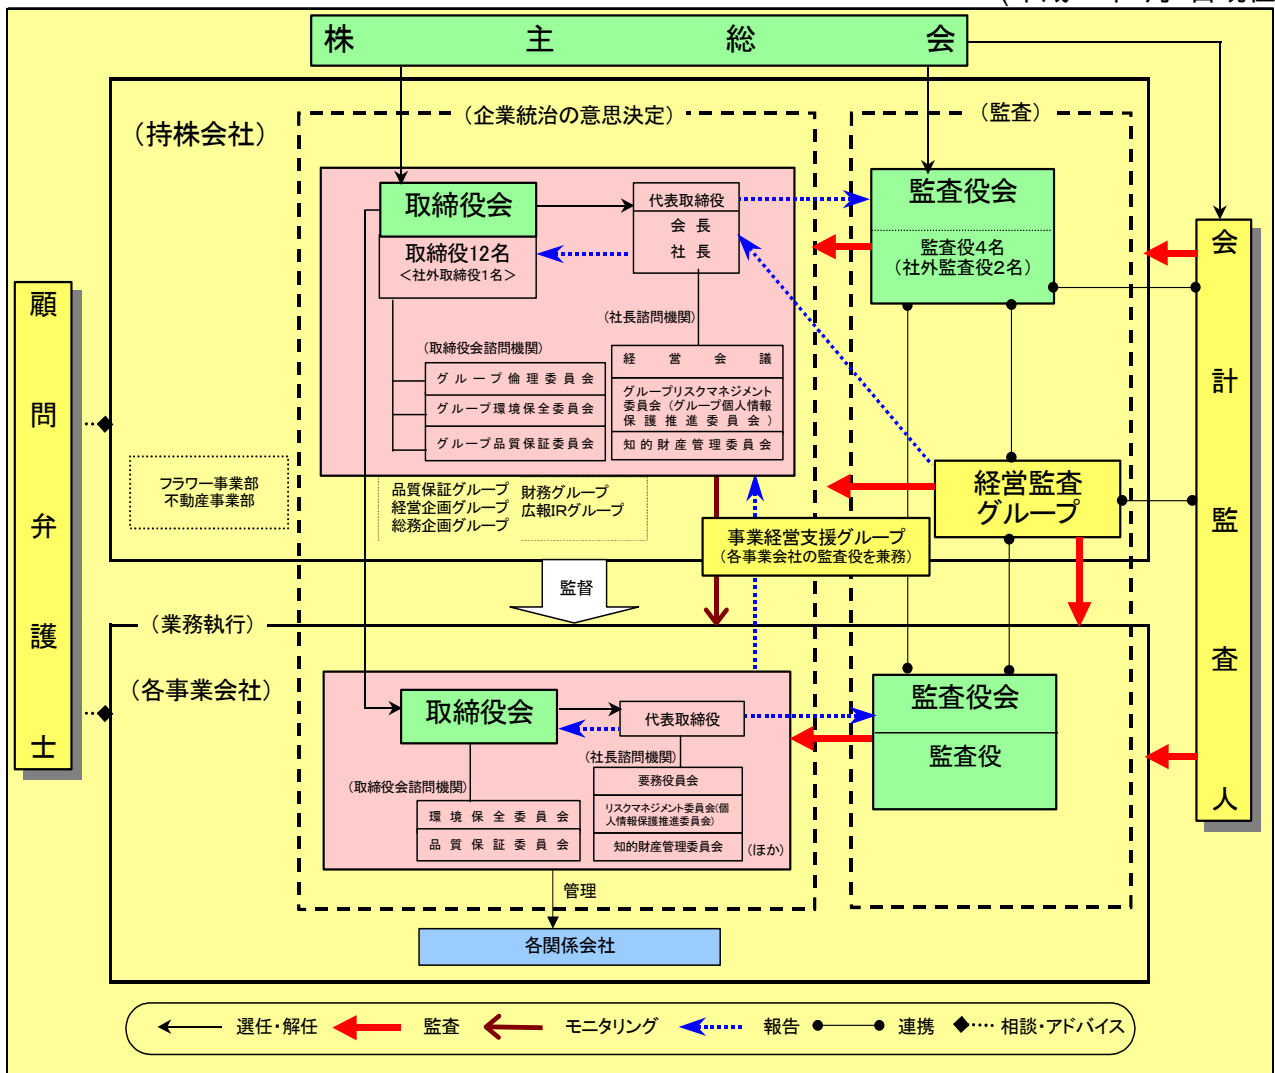 株主総会
（企業統治の意思決定）
（監査）
（持株会社）
取締役会
取締役12名
＜社外取締役1名＞
代表取締役
会長
社長
監査役会
監査役4名
（社外監査役2名）
会計監査人
顧問弁護士
（社長諮問機関）
（取締役会諮問機関）
グループ倫理委員会
グループ環境保全委員会
グループ品質保証委員会
経営会議
グループリスクマネジメント
委員会（グループ個人情報
保護推進委員会）
知的財産管理委員会
フラワー事業部
不動産事業部
品質保証グループ
経営企画グループ
総務企画グループ
財務グループ
広報IRグループ
経営監査
グループ
事業経営支援グループ
（各事業会社の監査役を兼務）
監督
（業務執行）
（各事業会社）
取締役会
代表取締役
監査役会
監査役
（社長諮問機関）
（取締役会諮問機関）
環境保全委員会
品質保証委員会
要務役員会
リスクマネジメント委員会（個
人情報保護推進委員会）
知的財産管理委員会
（ほか）
管理
各関係会社
選任・解任
監査
モニタリング
報告
連携
相談・アドバイス